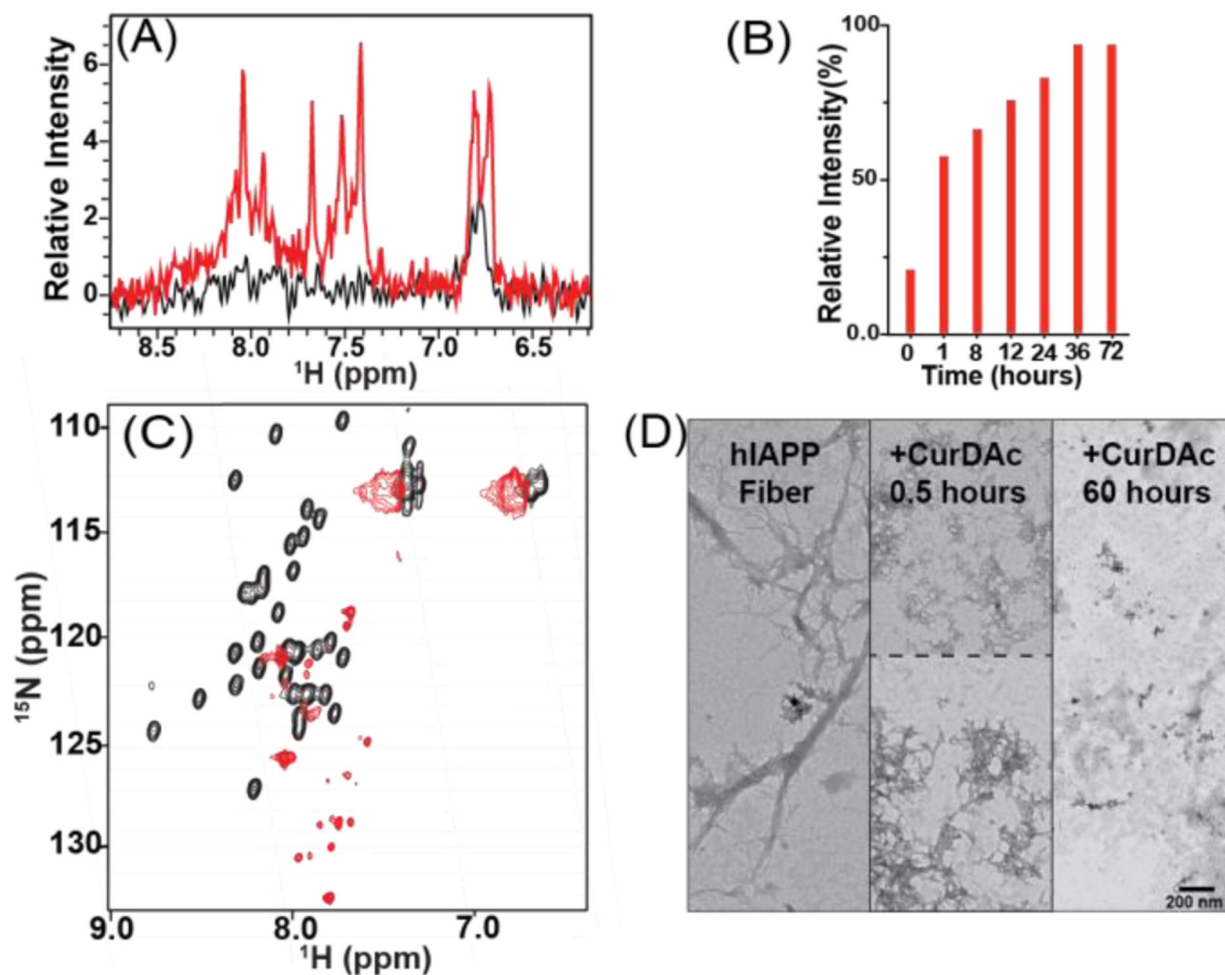 (A)
Relative Intensity
6
4
2
0
8.5 8.0 7.5 7.0 6.5
¹H (ppm)
(B)
Relative Intensity(%)
100
50
0.0
0 1 8 12 24 36 72
Time (hours)
(C)
¹⁵N (ppm)
110
115
120
125
130
9.0 8.0 7.0
¹H (ppm)
(D)
hIAPP
Fiber
+CurDAc
0.5 hours
+CurDAc
60 hours
200 nm